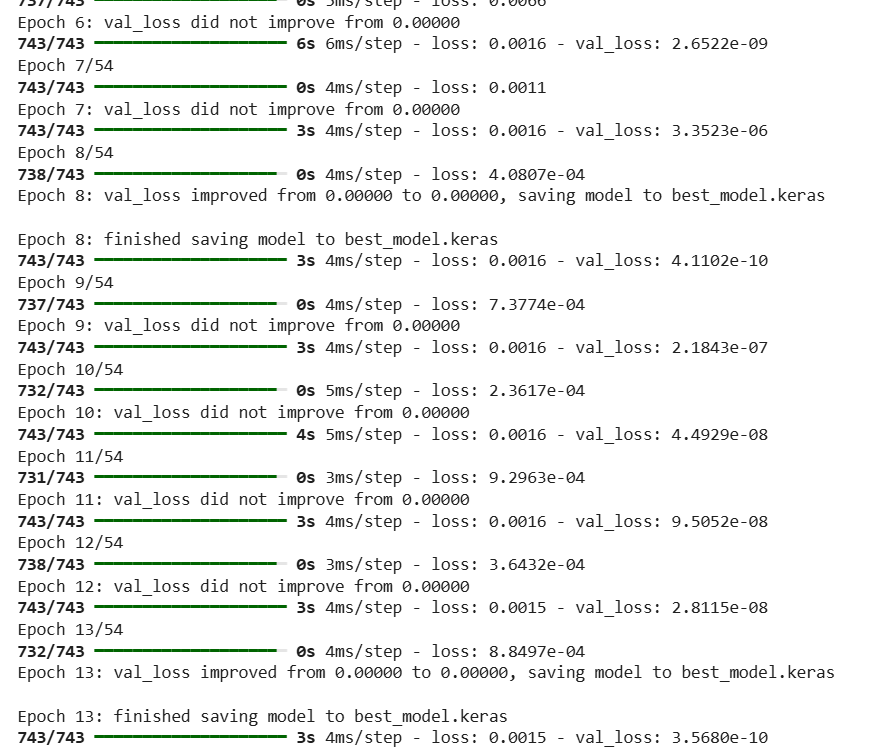 737/743 ━━━━━━━━━━━━━━━━━━━━ 0s 5ms/step - loss: 0.0066
Epoch 6: val_loss did not improve from 0.00000
743/743 ━━━━━━━━━━━━━━━━━━━━ 6s 6ms/step - loss: 0.0016 - val_loss: 2.6522e-09
Epoch 7/54
743/743 ━━━━━━━━━━━━━━━━━━━━ 0s 4ms/step - loss: 0.0011
Epoch 7: val_loss did not improve from 0.00000
743/743 ━━━━━━━━━━━━━━━━━━━━ 3s 4ms/step - loss: 0.0016 - val_loss: 3.3523e-06
Epoch 8/54
738/743 ━━━━━━━━━━━━━━━━━━━━ 0s 4ms/step - loss: 4.0807e-04
Epoch 8: val_loss improved from 0.00000 to 0.00000, saving model to best_model.keras
Epoch 8: finished saving model to best_model.keras
743/743 ━━━━━━━━━━━━━━━━━━━━ 3s 4ms/step - loss: 0.0016 - val_loss: 4.1102e-10
Epoch 9/54
737/743 ━━━━━━━━━━━━━━━━━━━━ 0s 4ms/step - loss: 7.3774e-04
Epoch 9: val_loss did not improve from 0.00000
743/743 ━━━━━━━━━━━━━━━━━━━━ 3s 4ms/step - loss: 0.0016 - val_loss: 2.1843e-07
Epoch 10/54
732/743 ━━━━━━━━━━━━━━━━━━━━ 0s 5ms/step - loss: 2.3617e-04
Epoch 10: val_loss did not improve from 0.00000
743/743 ━━━━━━━━━━━━━━━━━━━━ 4s 5ms/step - loss: 0.0016 - val_loss: 4.4929e-08
Epoch 11/54
731/743 ━━━━━━━━━━━━━━━━━━━━ 0s 3ms/step - loss: 9.2963e-04
Epoch 11: val_loss did not improve from 0.00000
743/743 ━━━━━━━━━━━━━━━━━━━━ 3s 4ms/step - loss: 0.0016 - val_loss: 9.5052e-08
Epoch 12/54
738/743 ━━━━━━━━━━━━━━━━━━━━ 0s 3ms/step - loss: 3.6432e-04
Epoch 12: val_loss did not improve from 0.00000
743/743 ━━━━━━━━━━━━━━━━━━━━ 3s 4ms/step - loss: 0.0015 - val_loss: 2.8115e-08
Epoch 13/54
732/743 ━━━━━━━━━━━━━━━━━━━━ 0s 4ms/step - loss: 8.8497e-04
Epoch 13: val_loss improved from 0.00000 to 0.00000, saving model to best_model.keras
Epoch 13: finished saving model to best_model.keras
743/743 ━━━━━━━━━━━━━━━━━━━━ 3s 4ms/step - loss: 0.0015 - val_loss: 3.5680e-10